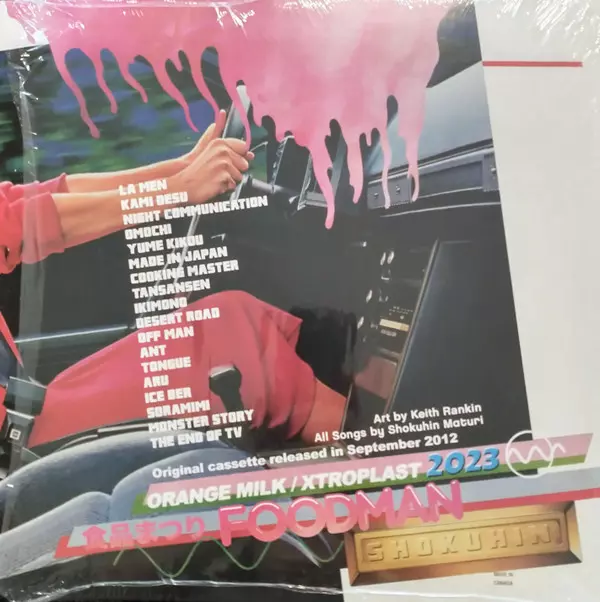 LA'MEN
KAMI DESU
NIGHT COMMUNICATION
OMOCHI
YUME KIKOU
MADE IN JAPAN
COOKING MASTER
TANSANSEN
IKIMONO
DESERT ROAD
OFF MAN
ANT
TONGUE
ARU
ICE DER
SORAMIMI
MONSTER STORY
THE END OF TV
Art by Keith Rankin
All Songs by Shokuhin Maturi
Original cassette released in September 2012
ORANGE MILK / XTROPLAST 2023
食品まつり FOODMAN
SHOKUHIN